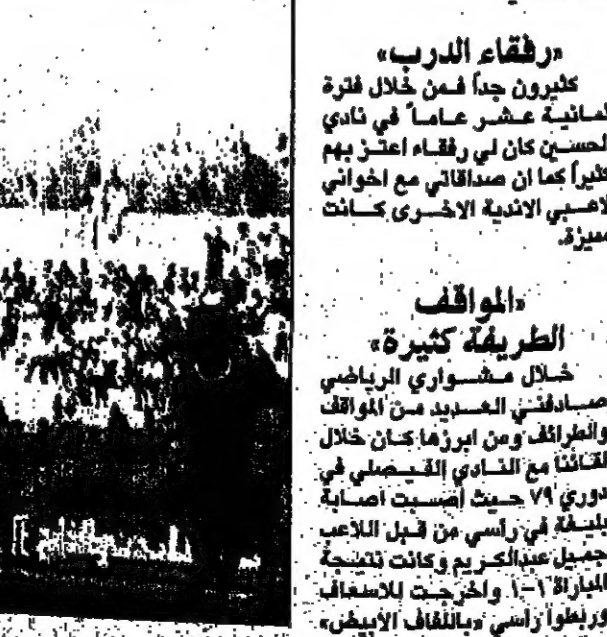 «رفقاء الدرب»
كثيرون جداً فمن خلال فترة
ثمانية عشر عاماً في نادي
الحسين كان لي رفقاء اعتز بهم
كثيراً كما ان صداقاتي مع اخواني
لاعبي الاندية الاخرى كانت
مميزة.
«المواقف
الطريفة كثيرة»
خلال مشواري الرياضي
صادفني العديد من المواقف
والطرائف ومن ابرزها كان خلال
لقائنا مع النادي الفيصلي في
دوري ٧٩ حيث أصبت اصابة
بليغة في رأسي من قبل اللاعب
جميل عبدالكريم وكانت نتيجة
المباراة ١-١ واخرجت للاسعاف
وربطوا رأسي «باللفاف الأبيض»